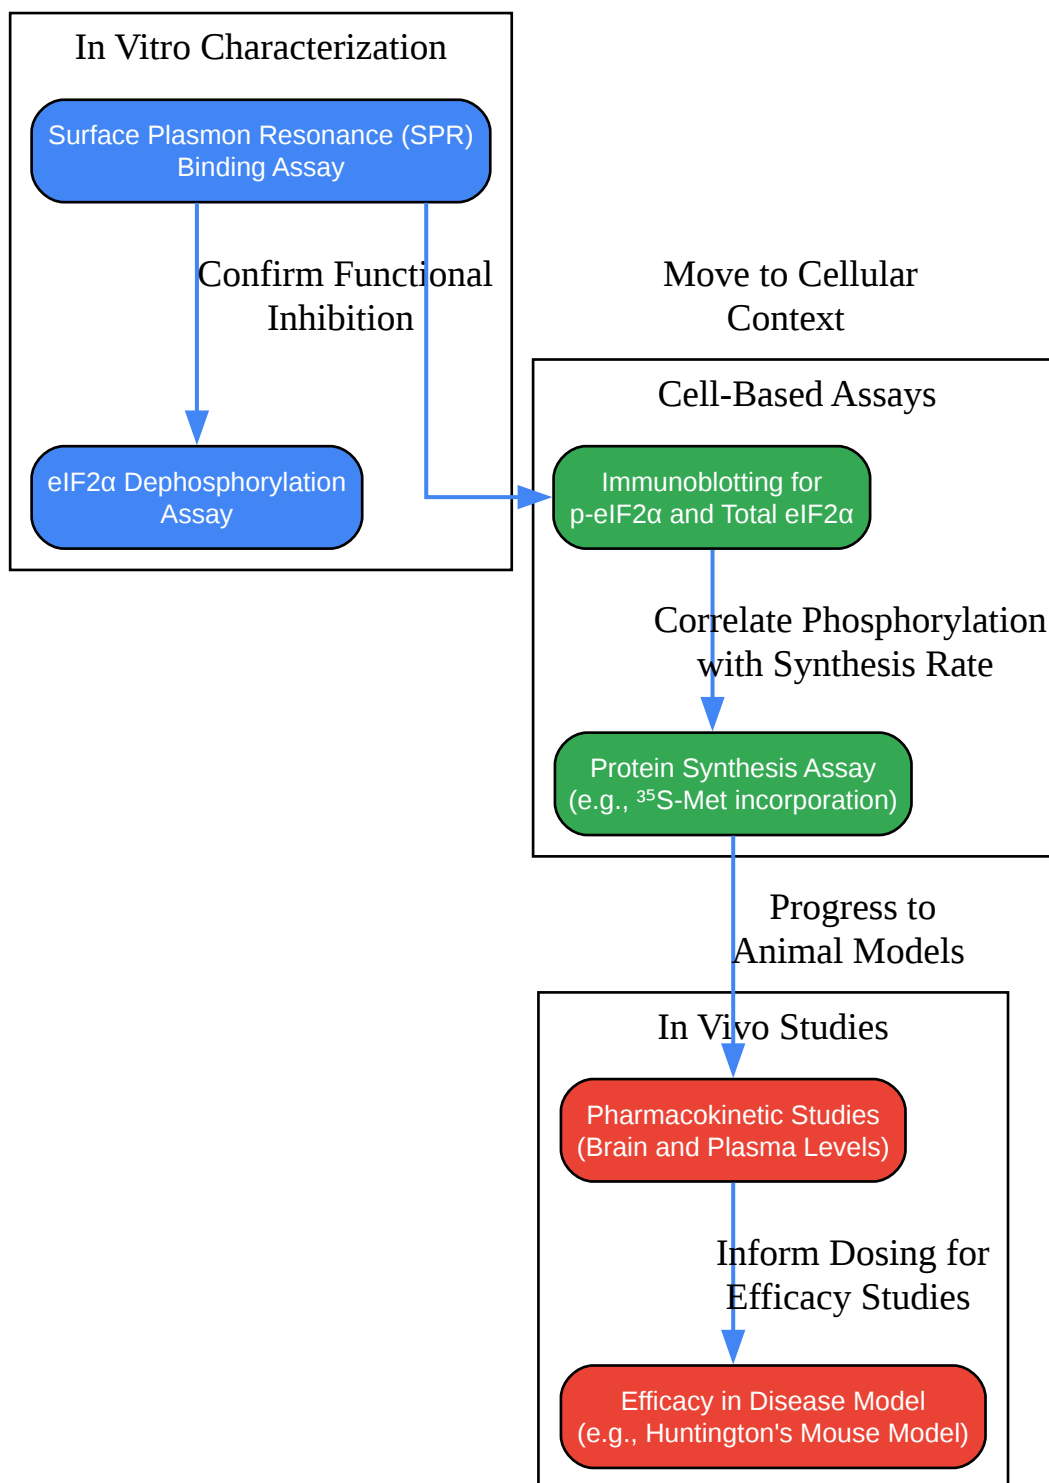 In Vitro Characterization
Surface Plasmon Resonance (SPR)
Binding Assay
Confirm Functional
Inhibition
eIF2α Dephosphorylation
Assay
Move to Cellular
Context
Cell-Based Assays
Immunoblotting for
p-eIF2α and Total eIF2α
Correlate Phosphorylation
with Synthesis Rate
Protein Synthesis Assay
(e.g., ³⁵S-Met incorporation)
Progress to
Animal Models
In Vivo Studies
Pharmacokinetic Studies
(Brain and Plasma Levels)
Inform Dosing for
Efficacy Studies
Efficacy in Disease Model
(e.g., Huntington's Mouse Model)